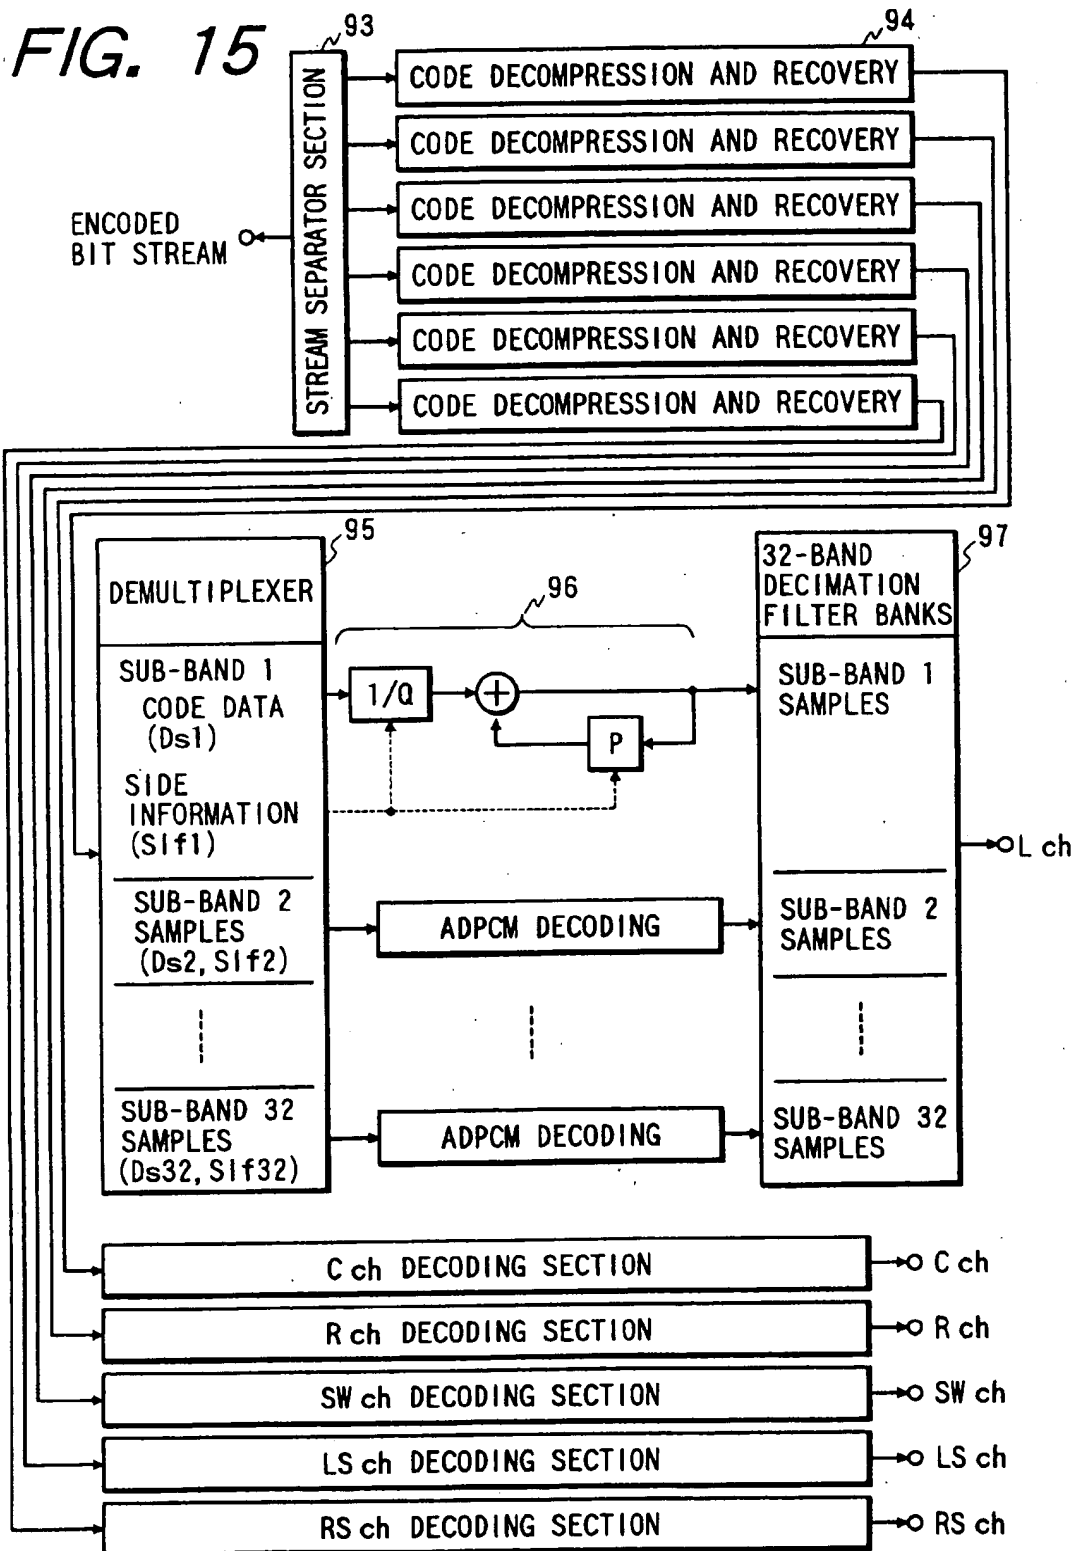 FIG. 15
93
94
STREAM SEPARATOR SECTION
CODE DECOMPRESSION AND RECOVERY
CODE DECOMPRESSION AND RECOVERY
CODE DECOMPRESSION AND RECOVERY
CODE DECOMPRESSION AND RECOVERY
CODE DECOMPRESSION AND RECOVERY
CODE DECOMPRESSION AND RECOVERY
ENCODED
BIT STREAM
95
DEMULTIPLEXER
SUB-BAND 1
CODE DATA
(Ds1)
SIDE
INFORMATION
(SIf1)
SUB-BAND 2
SAMPLES
(Ds2, SIf2)
SUB-BAND 32
SAMPLES
(Ds32, SIf32)
96
1/Q
+
P
ADPCM DECODING
ADPCM DECODING
97
32-BAND
DECIMATION
FILTER BANKS
SUB-BAND 1
SAMPLES
SUB-BAND 2
SAMPLES
SUB-BAND 32
SAMPLES
L ch
C ch DECODING SECTION
C ch
R ch DECODING SECTION
R ch
SW ch DECODING SECTION
SW ch
LS ch DECODING SECTION
LS ch
RS ch DECODING SECTION
RS ch